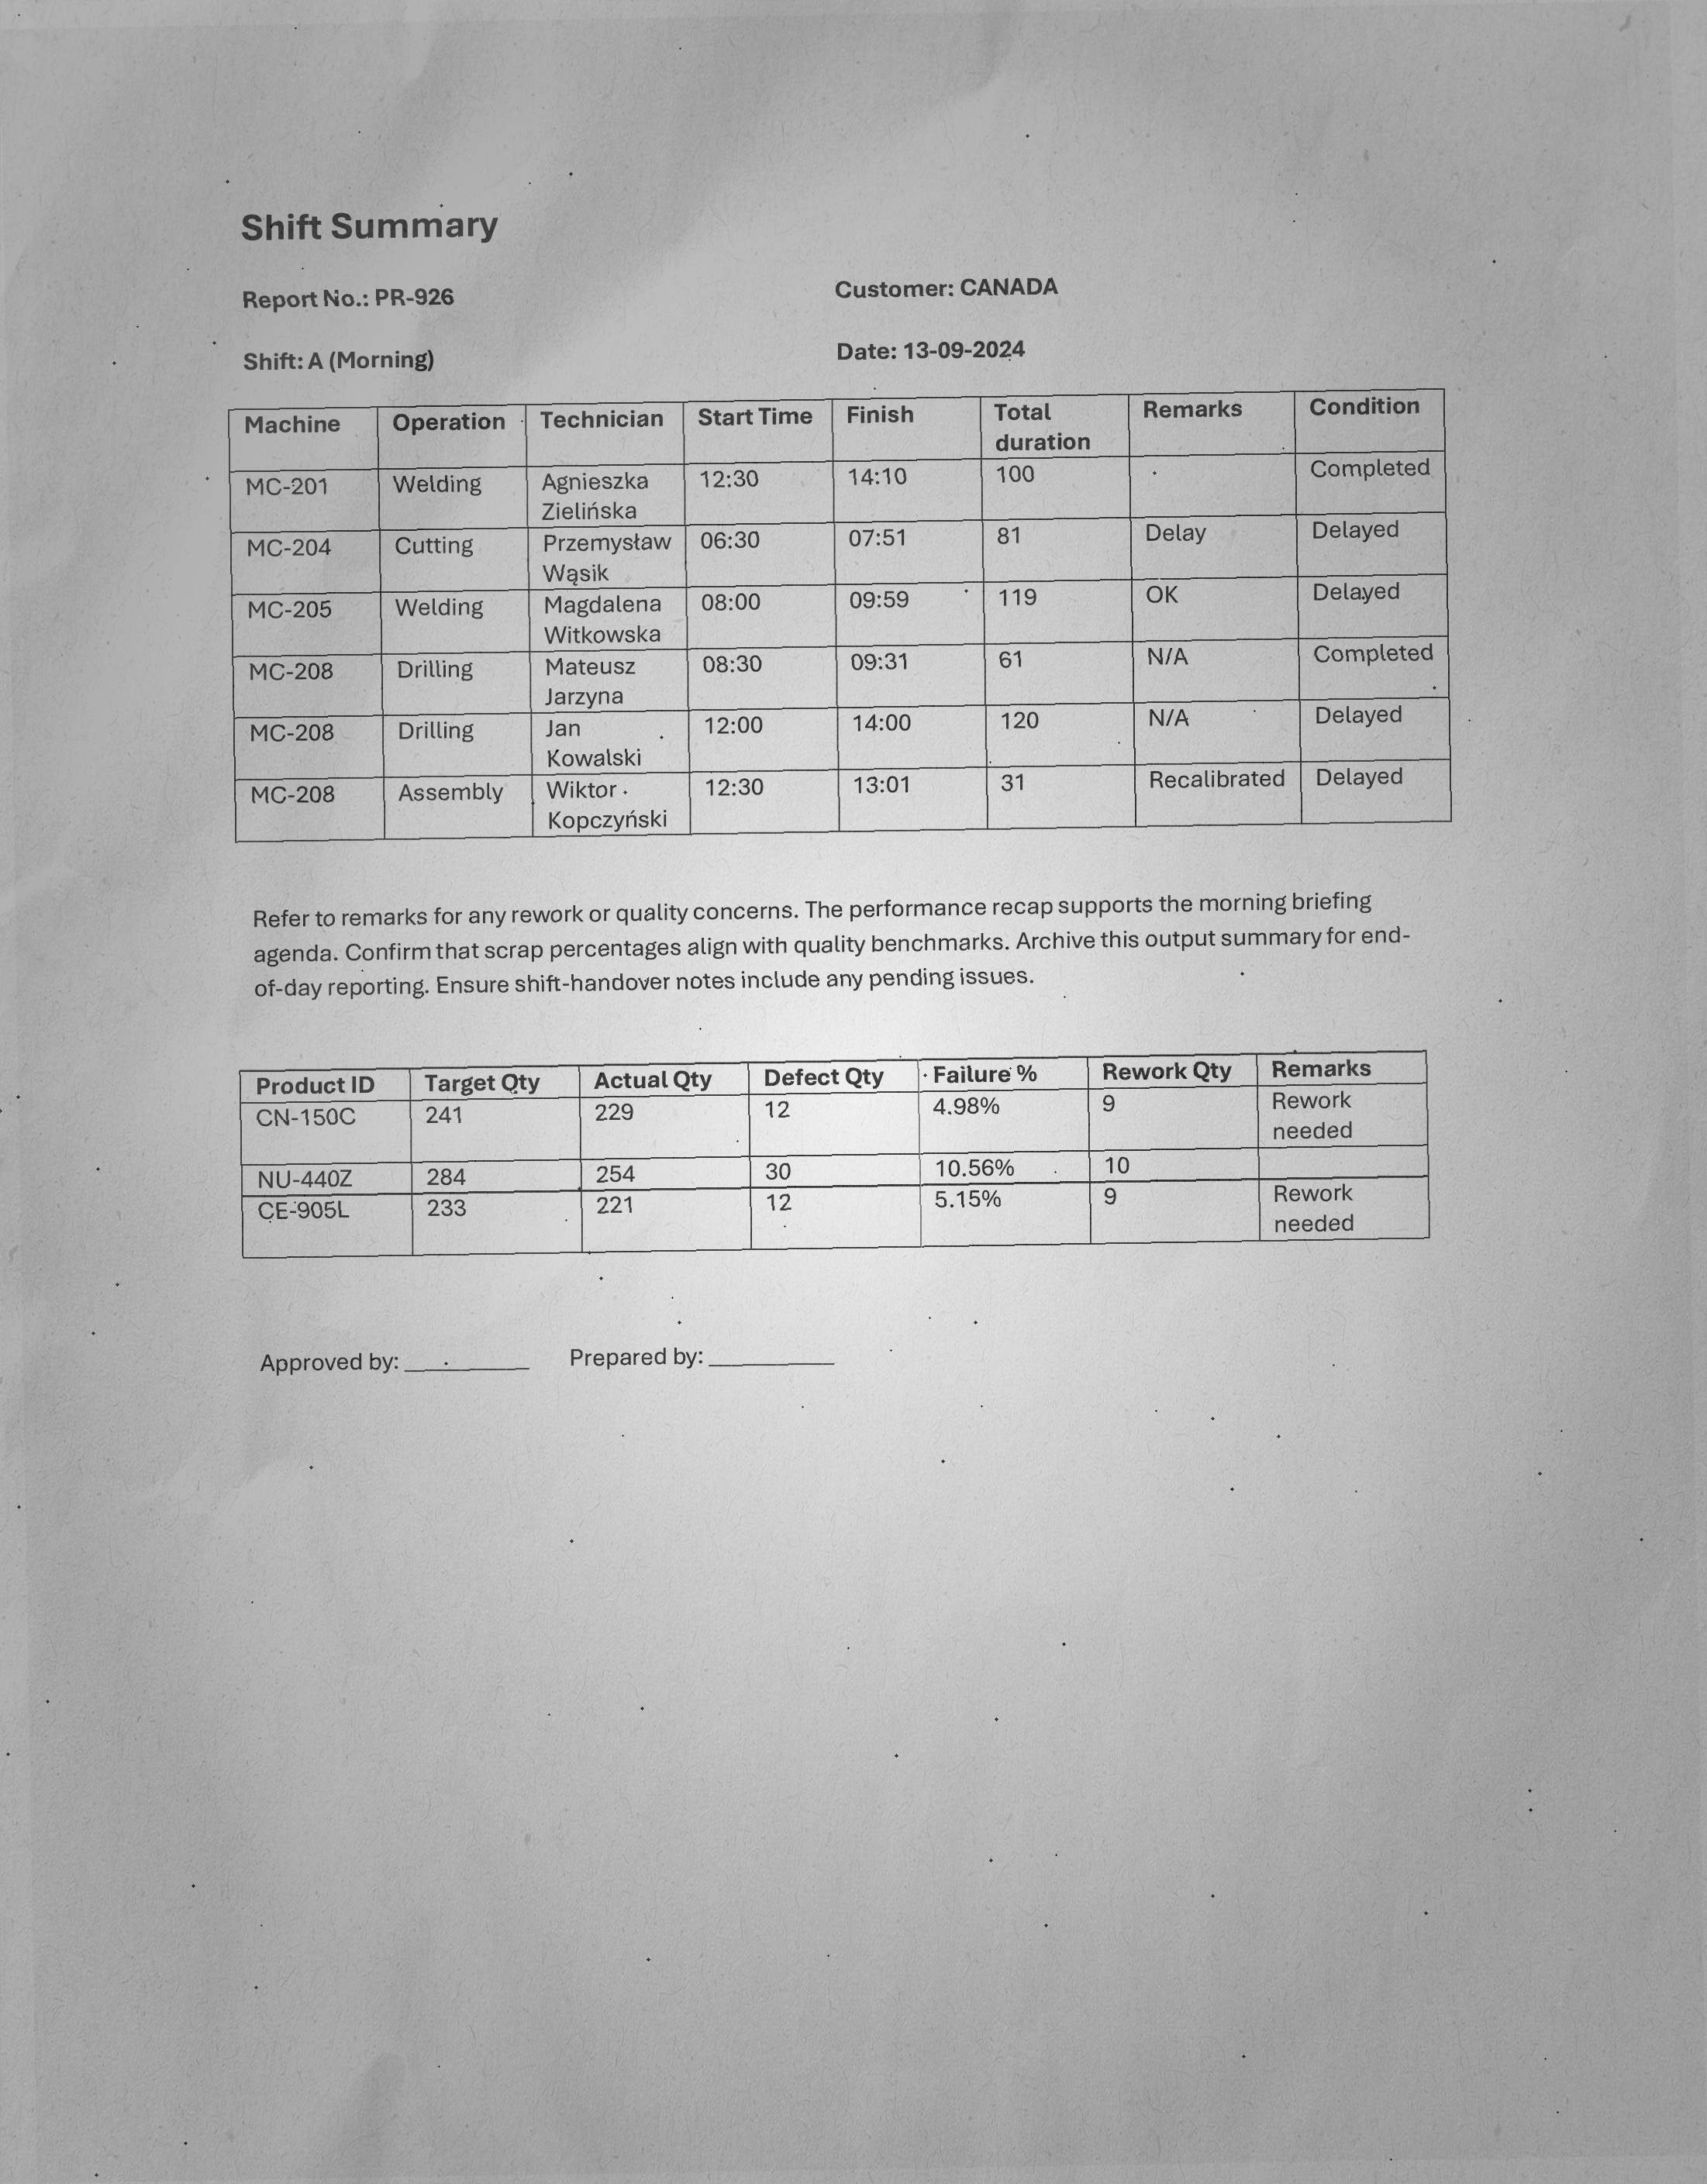 Shift Summary
Report No.: PR-926
Customer: CANADA
Shift: A (Morning)
Date: 13-09-2024
Machine Operation Technician Start Time Finish Total duration Remarks Condition
MC-201 Welding Agnieszka Zielińska 12:30 14:10 100 Completed
MC-204 Cutting Przemysław Wąsik 06:30 07:51 81 Delay Delayed
MC-205 Welding Magdalena Witkowska 08:00 09:59 119 OK Delayed
MC-208 Drilling Mateusz Jarzyna 08:30 09:31 61 N/A Completed
MC-208 Drilling Jan Kowalski 12:00 14:00 120 N/A Delayed
MC-208 Assembly Wiktor Kopczyński 12:30 13:01 31 Recalibrated Delayed
Refer to remarks for any rework or quality concerns. The performance recap supports the morning briefing
agenda. Confirm that scrap percentages align with quality benchmarks. Archive this output summary for end-
of-day reporting. Ensure shift-handover notes include any pending issues.
Product ID Target Qty Actual Qty Defect Qty Failure % Rework Qty Remarks
CN-150C 241 229 12 4.98% 9 Rework needed
NU-440Z 284 254 30 10.56% 10
CE-905L 233 221 12 5.15% 9 Rework needed
Approved by: __________ Prepared by: __________